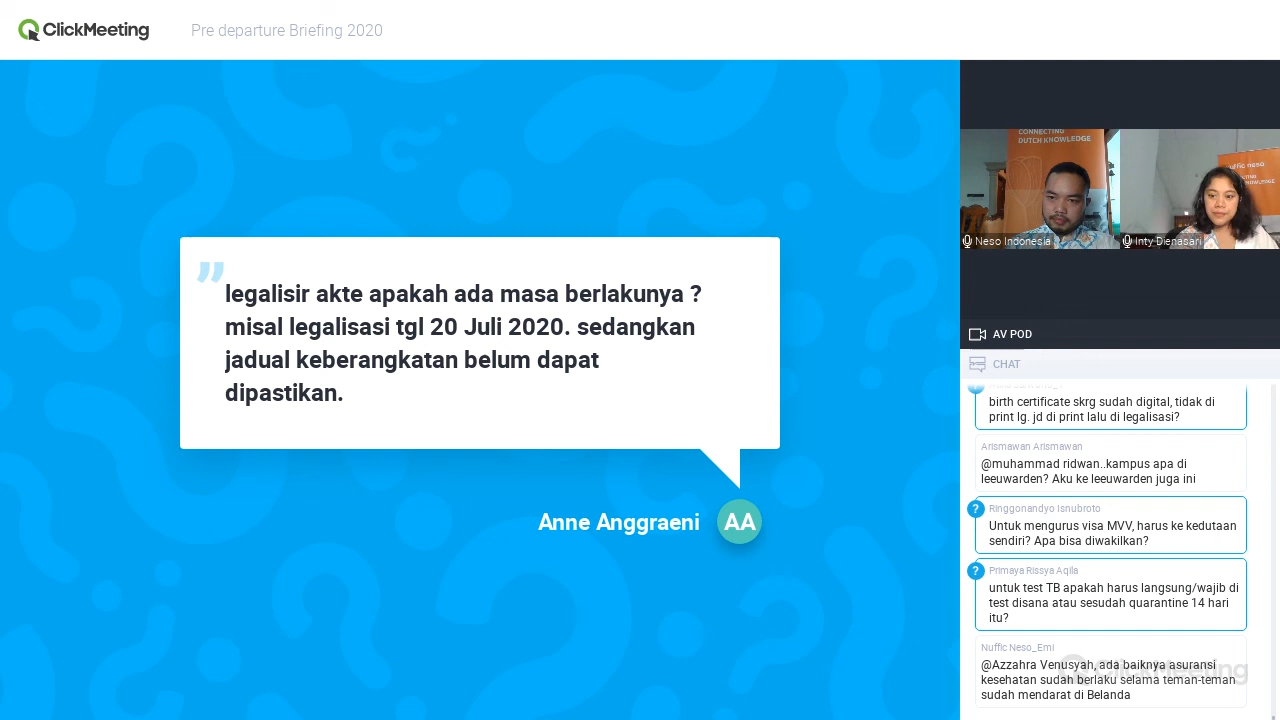 ClickMeeting
Pre departure Briefing 2020
"
legalisir akte apakah ada masa berlakunya ?
misal legalisasi tgl 20 Juli 2020. sedangkan
jadual keberangkatan belum dapat
dipastikan.
Anne Anggraeni
AA
CONNECTING
DUTCH KNOWLEDGE
Neso Indonesia
nuffic neso
KNOWLEDGE
Inty Dienasari
AV POD
CHAT
?
birth certificate skrg sudah digital, tidak di
print lg. jd di print lalu di legalisasi?
Arismawan Arismawan
@muhammad ridwan..kampus apa di
leeuwarden? Aku ke leeuwarden juga ini
?
Ringgonandyo Isnubroto
Untuk mengurus visa MVV, harus ke kedutaan
sendiri? Apa bisa diwakilkan?
?
Primaya Rissya Aqila
untuk test TB apakah harus langsung/wajib di
test disana atau sesudah quarantine 14 hari
itu?
Nuffic Neso_Emi
@Azzahra Venusyah, ada baiknya asuransi
kesehatan sudah berlaku selama teman-teman
sudah mendarat di Belanda
ClickMeeting